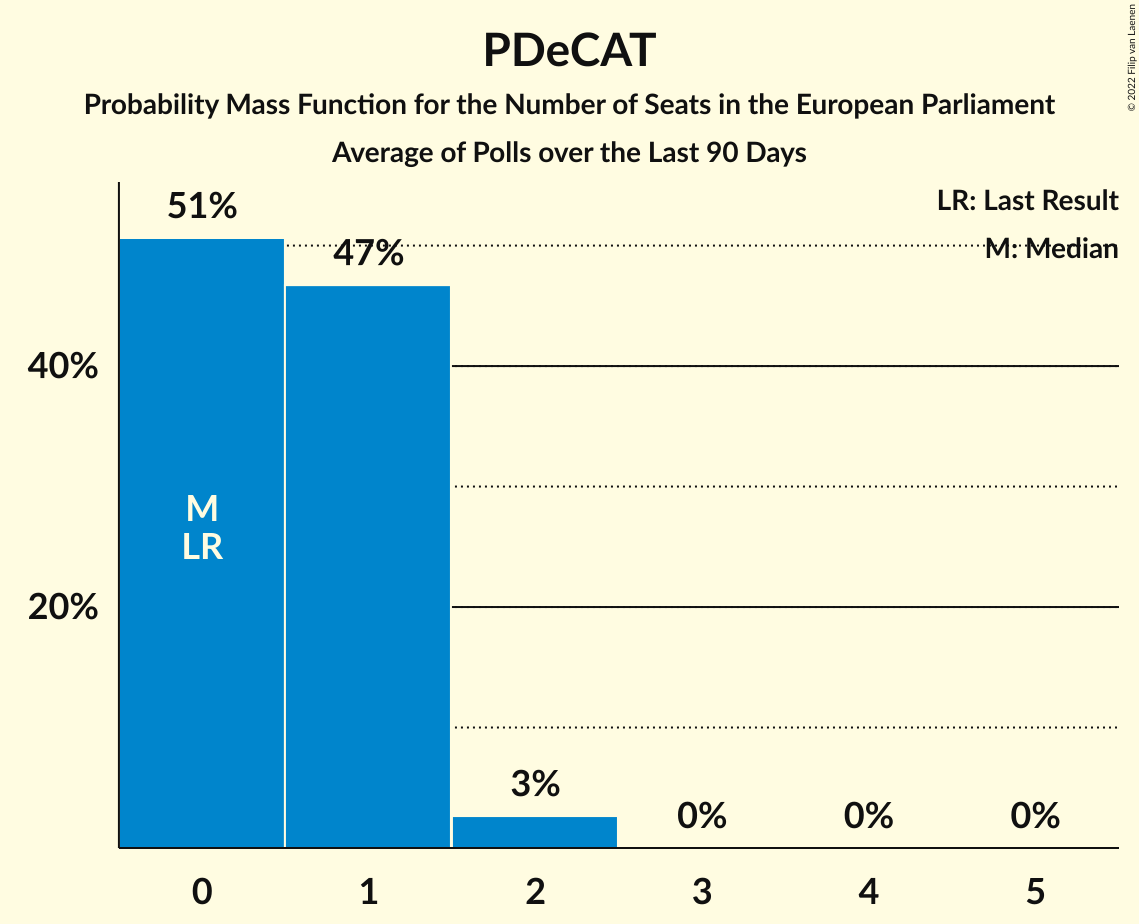 PDeCAT
Probability Mass Function for the Number of Seats in the European Parliament
Average of Polls over the Last 90 Days
© 2022 Filip van Laenen
LR: Last Result
M: Median
51%
47%
40%
M
LR
20%
3%
0%
0%
0%
0
1
2
3
4
5